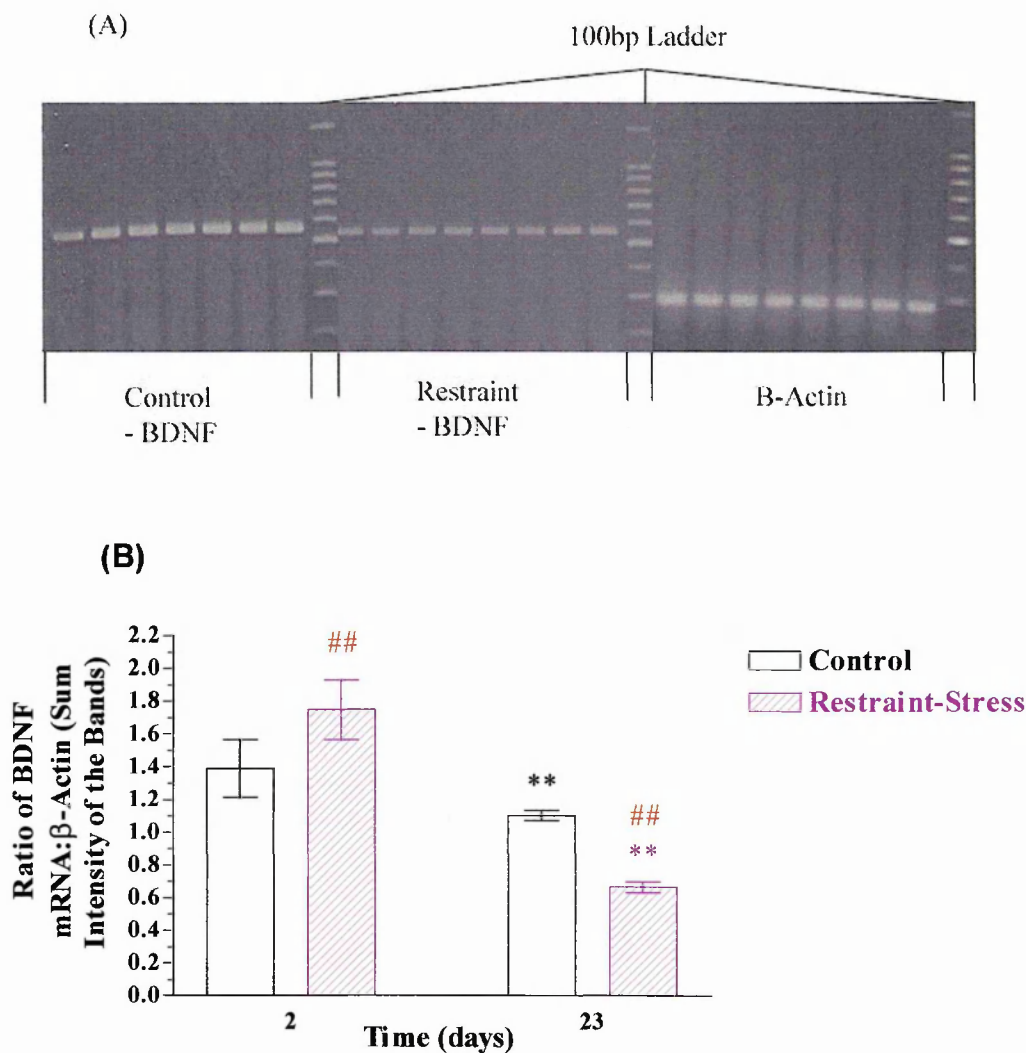 (A)
100bp Ladder
Control
- BDNF
Restraint
- BDNF
B-Actin
(B)
Ratio of BDNF
mRNA:β-Actin (Sum
Intensity of the Bands)
2.2
2.0
1.8
1.6
1.4
1.2
1.0
0.8
0.6
0.4
0.2
0.0
##
**
##
**
2
23
Time (days)
Control
Restraint-Stress